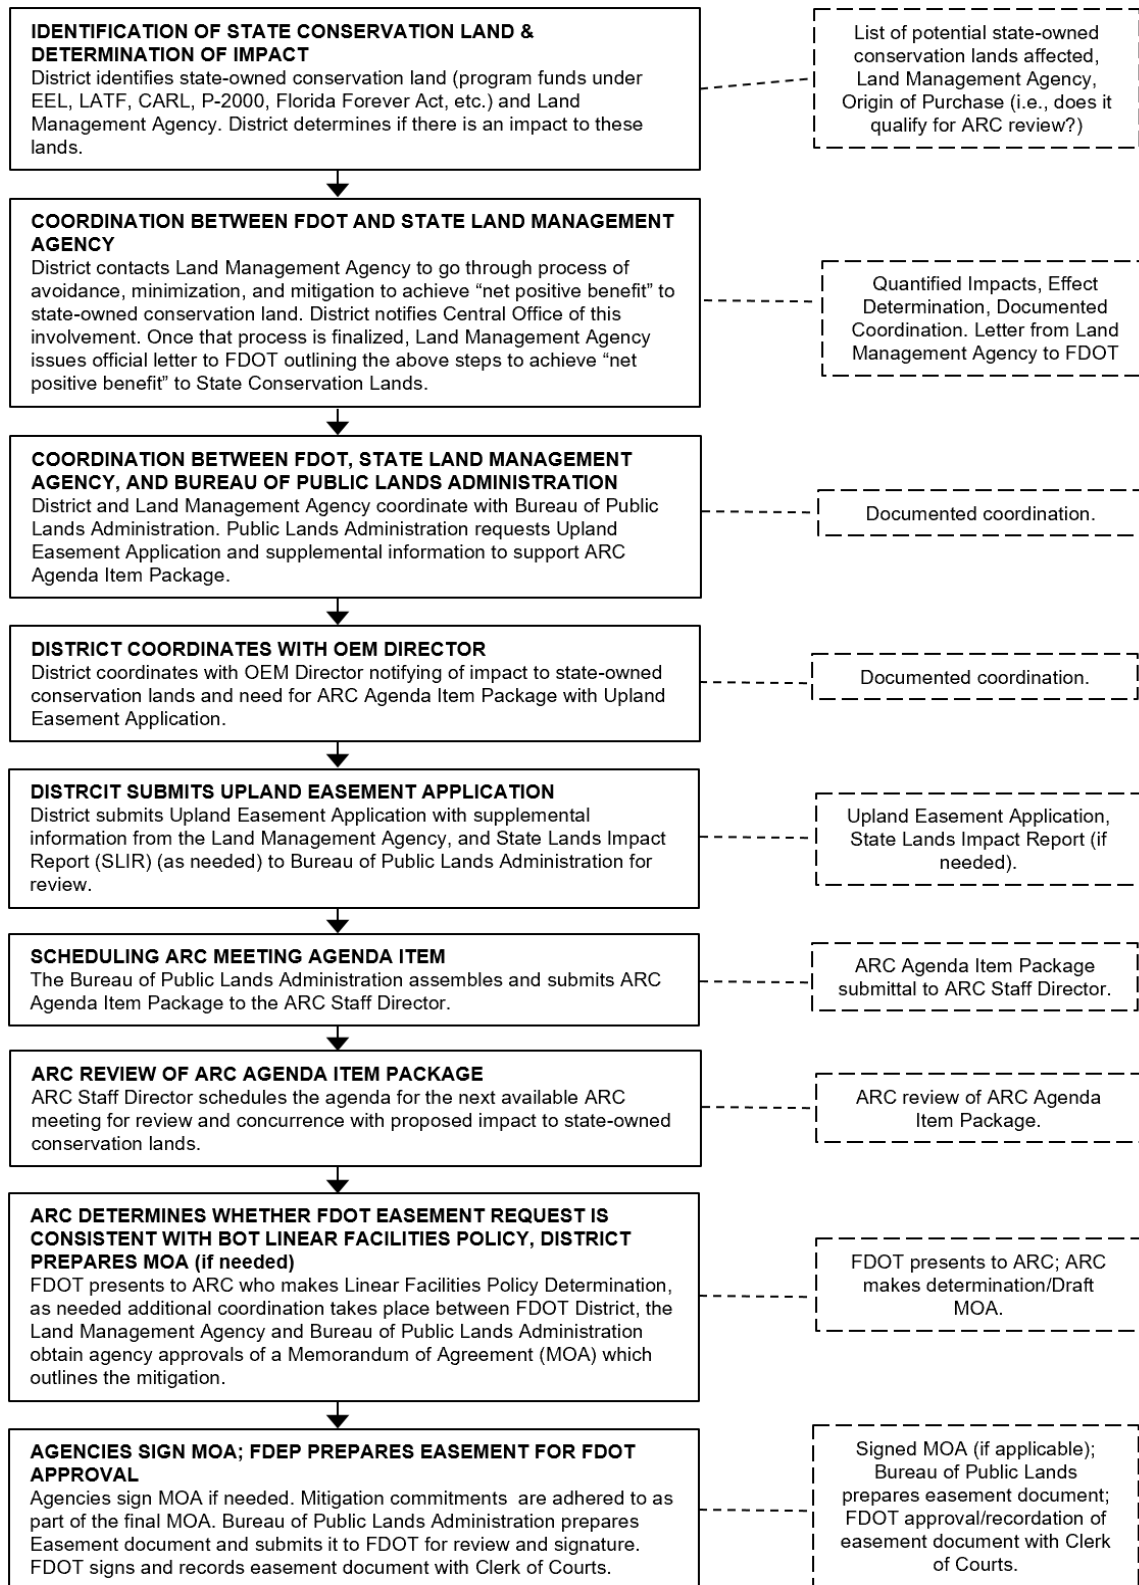 IDENTIFICATION OF STATE CONSERVATION LAND &
DETERMINATION OF IMPACT
District identifies state-owned conservation land (program funds under
EEL, LATF, CARL, P-2000, Florida Forever Act, etc.) and Land
Management Agency. District determines if there is an impact to these
lands.
List of potential state-owned
conservation lands affected,
Land Management Agency,
Origin of Purchase (i.e., does it
qualify for ARC review?)
COORDINATION BETWEEN FDOT AND STATE LAND MANAGEMENT
AGENCY
District contacts Land Management Agency to go through process of
avoidance, minimization, and mitigation to achieve “net positive benefit” to
state-owned conservation land. District notifies Central Office of this
involvement. Once that process is finalized, Land Management Agency
issues official letter to FDOT outlining the above steps to achieve “net
positive benefit” to State Conservation Lands.
Quantified Impacts, Effect
Determination, Documented
Coordination. Letter from Land
Management Agency to FDOT
COORDINATION BETWEEN FDOT, STATE LAND MANAGEMENT
AGENCY, AND BUREAU OF PUBLIC LANDS ADMINISTRATION
District and Land Management Agency coordinate with Bureau of Public
Lands Administration. Public Lands Administration requests Upland
Easement Application and supplemental information to support ARC
Agenda Item Package.
Documented coordination.
DISTRICT COORDINATES WITH OEM DIRECTOR
District coordinates with OEM Director notifying of impact to state-owned
conservation lands and need for ARC Agenda Item Package with Upland
Easement Application.
Documented coordination.
DISTRCIT SUBMITS UPLAND EASEMENT APPLICATION
District submits Upland Easement Application with supplemental
information from the Land Management Agency, and State Lands Impact
Report (SLIR) (as needed) to Bureau of Public Lands Administration for
review.
Upland Easement Application,
State Lands Impact Report (if
needed).
SCHEDULING ARC MEETING AGENDA ITEM
The Bureau of Public Lands Administration assembles and submits ARC
Agenda Item Package to the ARC Staff Director.
ARC Agenda Item Package
submittal to ARC Staff Director.
ARC REVIEW OF ARC AGENDA ITEM PACKAGE
ARC Staff Director schedules the agenda for the next available ARC
meeting for review and concurrence with proposed impact to state-owned
conservation lands.
ARC review of ARC Agenda
Item Package.
ARC DETERMINES WHETHER FDOT EASEMENT REQUEST IS
CONSISTENT WITH BOT LINEAR FACILITIES POLICY, DISTRICT
PREPARES MOA (if needed)
FDOT presents to ARC who makes Linear Facilities Policy Determination,
as needed additional coordination takes place between FDOT District, the
Land Management Agency and Bureau of Public Lands Administration
obtain agency approvals of a Memorandum of Agreement (MOA) which
outlines the mitigation.
FDOT presents to ARC; ARC
makes determination/Draft
MOA.
AGENCIES SIGN MOA; FDEP PREPARES EASEMENT FOR FDOT
APPROVAL
Agencies sign MOA if needed. Mitigation commitments are adhered to as
part of the final MOA. Bureau of Public Lands Administration prepares
Easement document and submits it to FDOT for review and signature.
FDOT signs and records easement document with Clerk of Courts.
Signed MOA (if applicable);
Bureau of Public Lands
prepares easement document;
FDOT approval/recordation of
easement document with Clerk
of Courts.